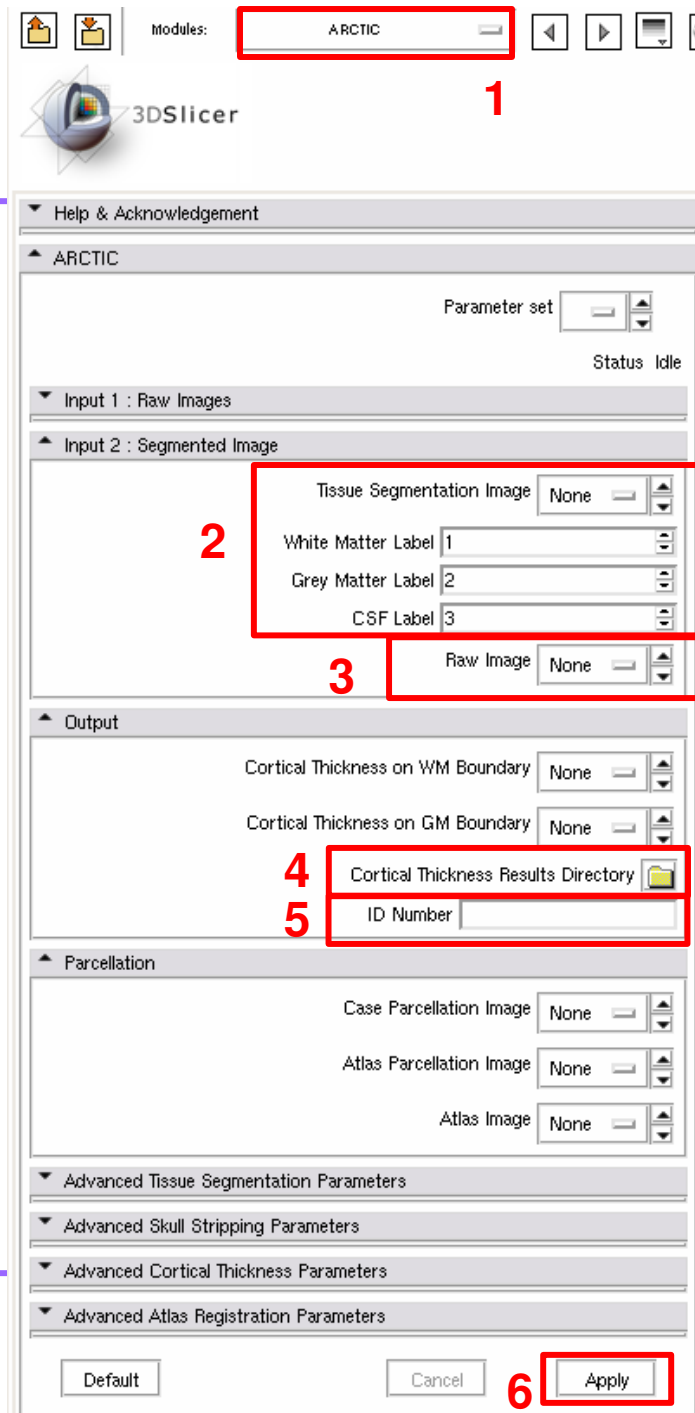 Modules: ARCTIC
1
3DSlicer
Help & Acknowledgement
ARCTIC
Parameter set
Status Idle
Input 1 : Raw Images
Input 2 : Segmented Image
Tissue Segmentation Image None
2
White Matter Label 1
Grey Matter Label 2
CSF Label 3
3
Raw Image None
Output
Cortical Thickness on WM Boundary None
Cortical Thickness on GM Boundary None
4 Cortical Thickness Results Directory
5 ID Number
Parcellation
Case Parcellation Image None
Atlas Parcellation Image None
Atlas Image None
Advanced Tissue Segmentation Parameters
Advanced Skull Stripping Parameters
Advanced Cortical Thickness Parameters
Advanced Atlas Registration Parameters
Default Cancel 6 Apply